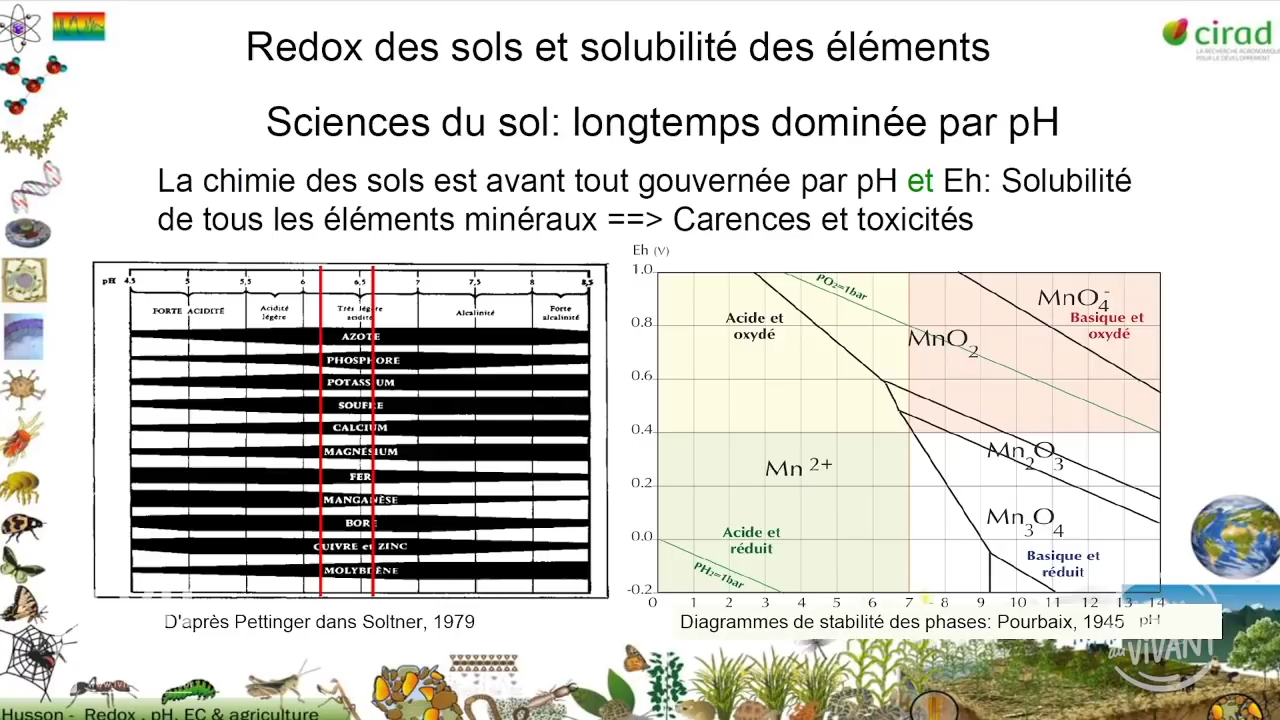 Redox des sols et solubilité des éléments
cirad
LA RECHERCHE AGRONOMIQUE
POUR LE DÉVELOPPEMENT
Sciences du sol: longtemps dominée par pH
La chimie des sols est avant tout gouvernée par pH et Eh: Solubilité
de tous les éléments minéraux ==> Carences et toxicités
pH 4,5 5 5,5 6 6,5 7 7,5 8 8,5
FORTE ACIDITÉ
Acidité
légère
Très légère
acidité
Alcalinité
Forte
alcalinité
AZOTE
PHOSPHORE
POTASSIUM
SOUFRE
CALCIUM
MAGNÉSIUM
FER
MANGANÈSE
BORE
CUIVRE et ZINC
MOLYBDÈNE
D'après Pettinger dans Soltner, 1979
Eh (V)
1.0
0.8
0.6
0.4
0.2
0.0
-0.2
PO₂=1bar
MnO₄⁻
Acide et
oxydé
Basique et
oxydé
MnO₂
Mn₂O₃
Mn 2+
Mn₃O₄
Acide et
réduit
Basique et
réduit
PH₂=1bar
0 1 2 3 4 5 6 7 8 9 10 11 12 13 14
pH
Diagrammes de stabilité des phases: Pourbaix, 1945
du VIVANT
Husson - Redox , pH, EC & agriculture